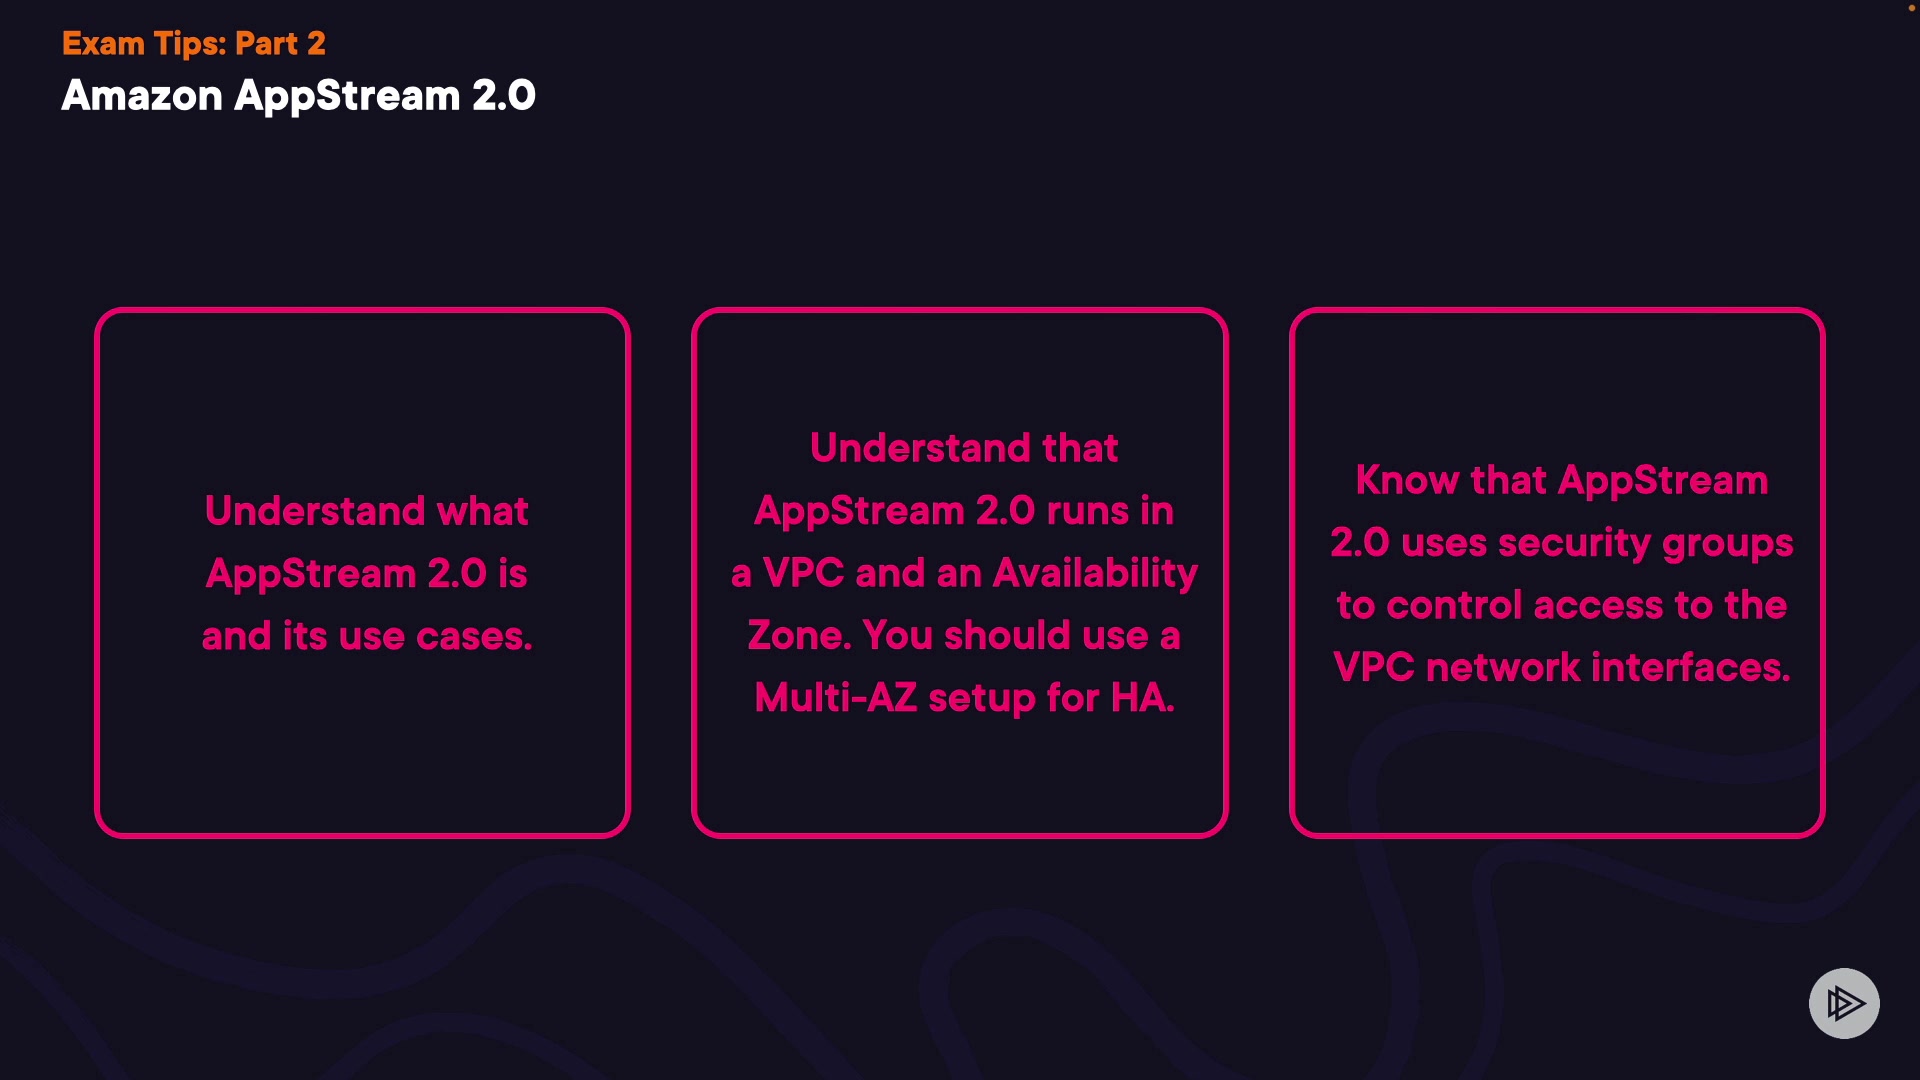 Exam Tips: Part 2
Amazon AppStream 2.0
Understand what
AppStream 2.0 is
and its use cases.
Understand that
AppStream 2.0 runs in
a VPC and an Availability
Zone. You should use a
Multi-AZ setup for HA.
Know that AppStream
2.0 uses security groups
to control access to the
VPC network interfaces.